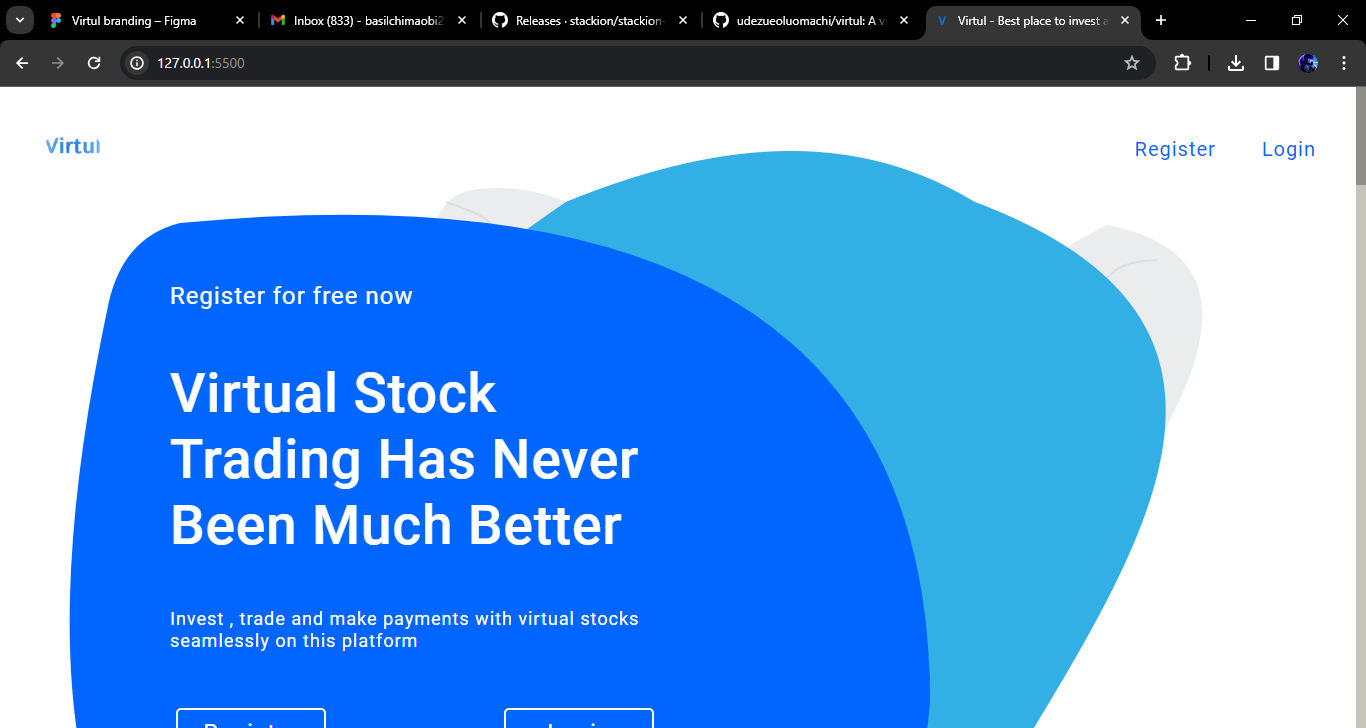 Virtul branding – Figma
Inbox (833) - basilchimaobi2
Releases · stackion/stackion-
udezueoluomachi/virtul: A vi
Virtul - Best place to invest a
127.0.0.1:5500
Virtul
Register Login
Register for free now
Virtual Stock
Trading Has Never
Been Much Better
Invest , trade and make payments with virtual stocks
seamlessly on this platform